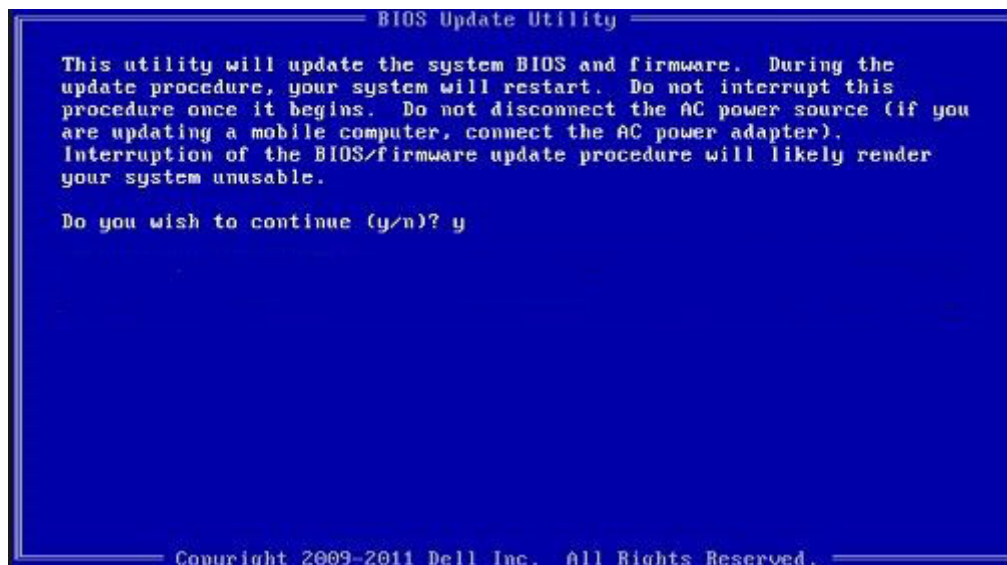 BIOS Update Utility
This utility will update the system BIOS and firmware.  During the
update procedure, your system will restart.  Do not interrupt this
procedure once it begins.  Do not disconnect the AC power source (if you
are updating a mobile computer, connect the AC power adapter).
Interruption of the BIOS/firmware update procedure will likely render
your system unusable.
Do you wish to continue (y/n)? y
Copyright 2009-2011 Dell Inc.  All Rights Reserved.